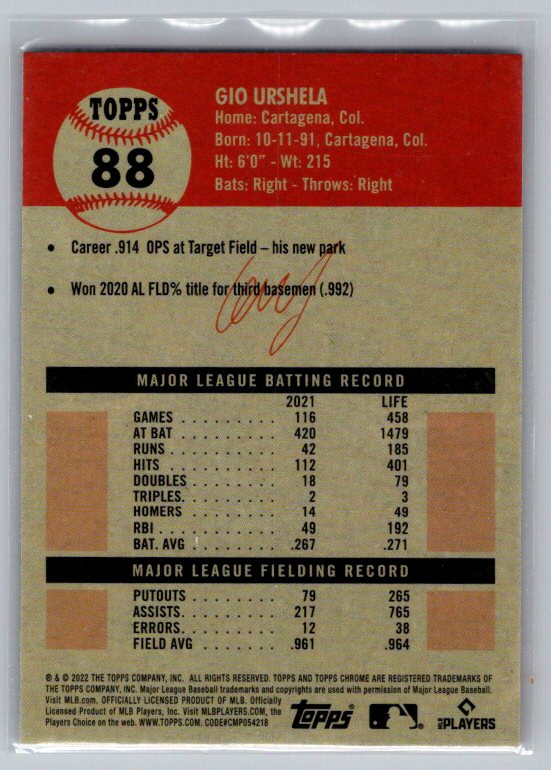 TOPPS
88
GIO URSHELA
Home: Cartagena, Col.
Born: 10-11-91, Cartagena, Col.
Ht: 6'0" - Wt: 215
Bats: Right - Throws: Right
• Career .914 OPS at Target Field – his new park
• Won 2020 AL FLD% title for third basemen (.992)
MAJOR LEAGUE BATTING RECORD
2021 LIFE
GAMES . . . . . . . . . . 116 458
AT BAT . . . . . . . . . . 420 1479
RUNS . . . . . . . . . . 42 185
HITS . . . . . . . . . . 112 401
DOUBLES . . . . . . . . 18 79
TRIPLES. . . . . . . . . 2 3
HOMERS . . . . . . . . 14 49
RBI . . . . . . . . . . . 49 192
BAT. AVG . . . . . . . . .267 .271
MAJOR LEAGUE FIELDING RECORD
PUTOUTS . . . . . . . . 79 265
ASSISTS. . . . . . . . . 217 765
ERRORS. . . . . . . . . 12 38
FIELD AVG . . . . . . . .961 .964
® & © 2022 THE TOPPS COMPANY, INC. ALL RIGHTS RESERVED. TOPPS AND TOPPS CHROME ARE REGISTERED TRADEMARKS OF
THE TOPPS COMPANY, INC. Major League Baseball trademarks and copyrights are used with permission of Major League Baseball.
Visit MLB.com. OFFICIALLY LICENSED PRODUCT OF MLB. Officially
Licensed Product of MLB Players, Inc. Visit MLBPLAYERS.COM, the
Players Choice on the web. WWW.TOPPS.COM. CODE#CMP054218
Topps
MLB PLAYERS